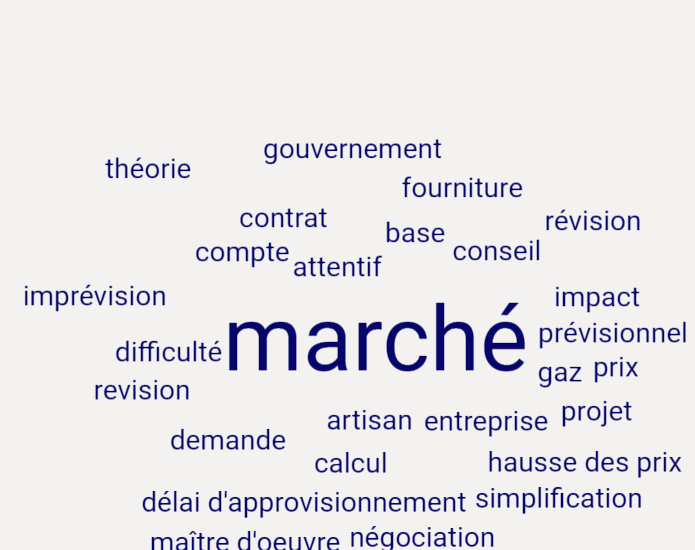 gouvernement
théorie
fourniture
contrat
révision
base
compte
conseil
attentif
imprévision
impact
marché
prévisionnel
difficulté
gaz
prix
revision
projet
artisan
entreprise
demande
calcul
hausse des prix
délai d'approvisionnement
simplification
maître d'oeuvre
négociation